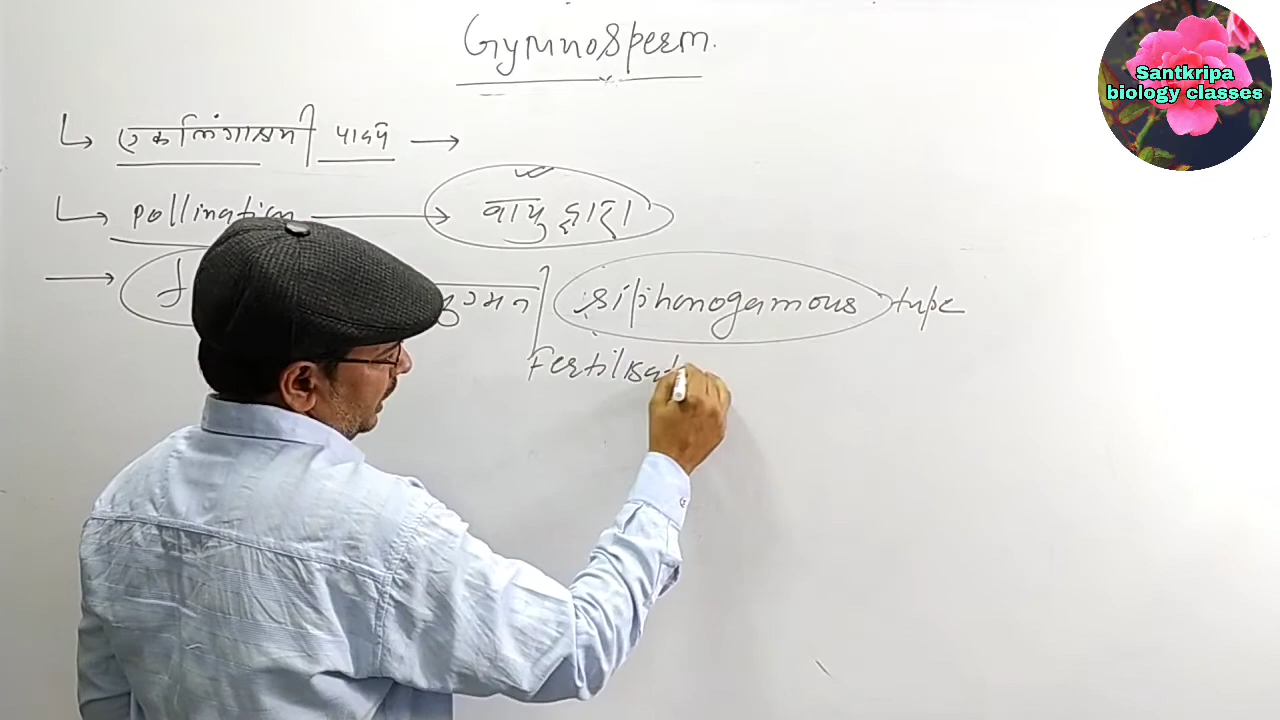 Gymnosperm.
Santkripa
biology classes
एकलिंगाश्रयी पादप
pollination → वायु द्वारा
siphonogamous type
Fertilisat